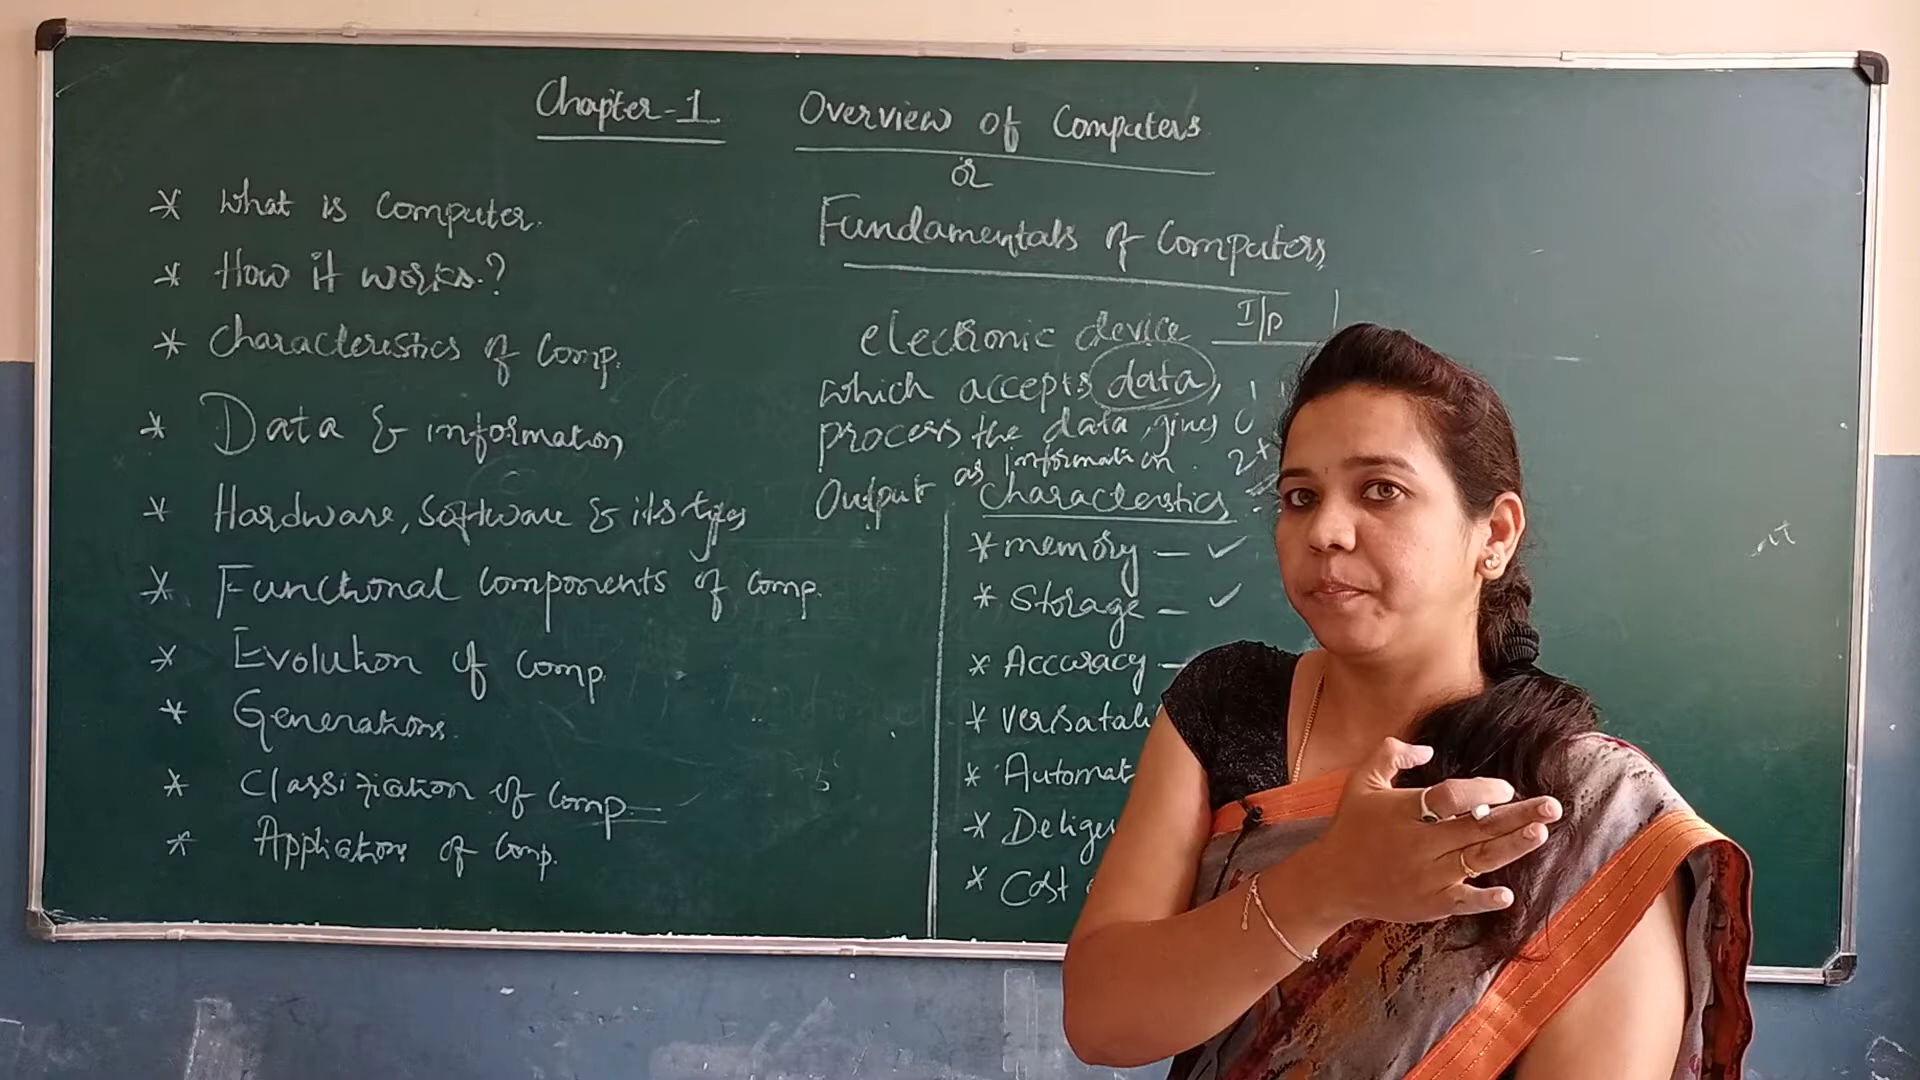 Chapter-1 Overview of Computers
or
Fundamentals of Computers
* What is Computer.
* How it works.?
* Characteristics of Comp.
* Data & information
* Hardware, Software & its types
* Functional Components of Comp.
* Evolution of Comp
* Generations.
* Classification of Comp.
* Applications of Comp.
I/p
electronic device
which accepts data,
process the data, gives
Output as information.
Characteristics
* memory - ✓
* Storage - ✓
* Accuracy -
* Versatali
* Automat
* Deligen
* Cost